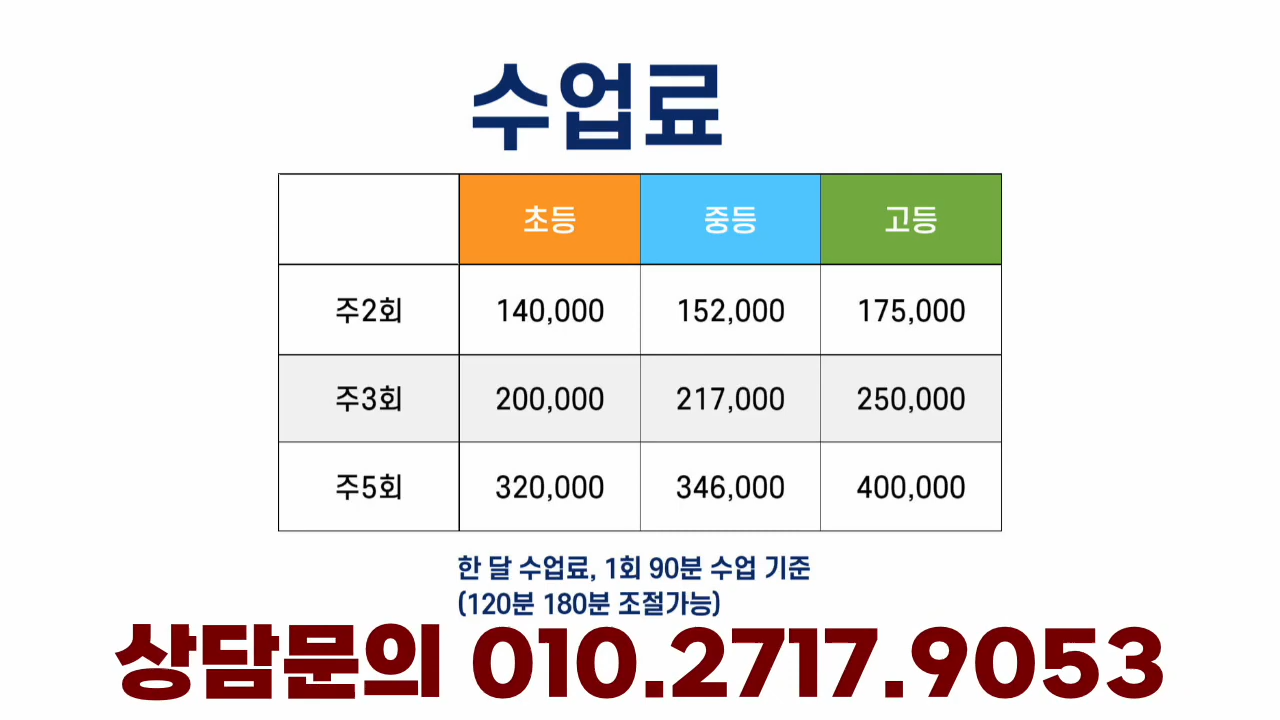 수업료
초등 중등 고등
주2회 140,000 152,000 175,000
주3회 200,000 217,000 250,000
주5회 320,000 346,000 400,000
한 달 수업료, 1회 90분 수업 기준
(120분 180분 조절가능)
상담문의 010.2717.9053